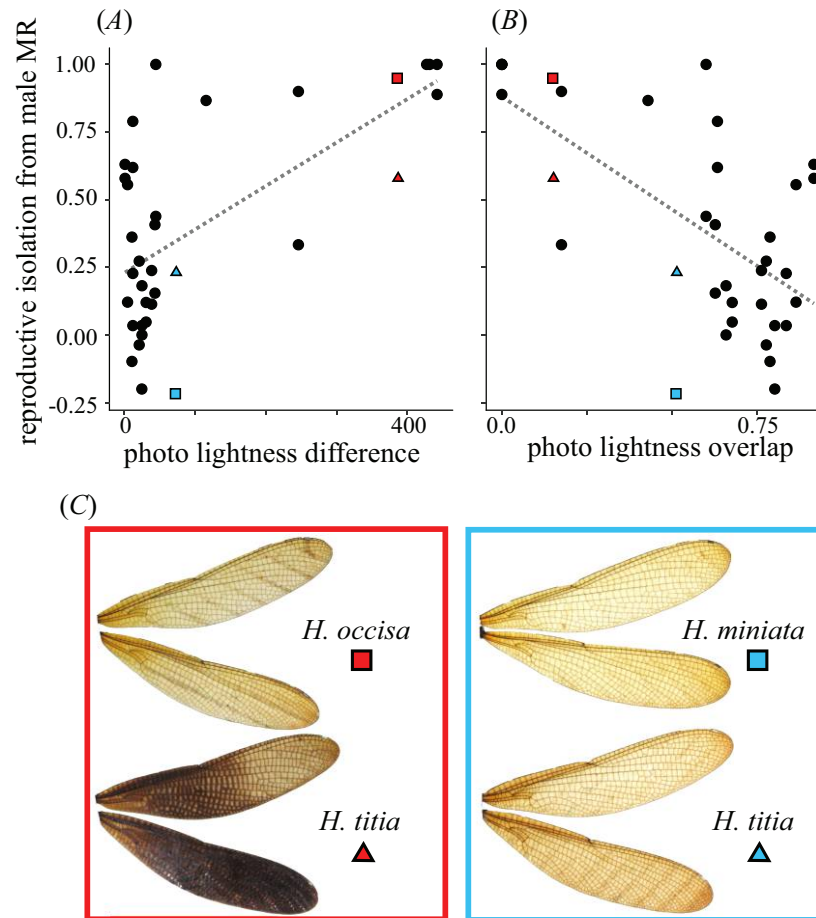 (A)
(B)
reproductive isolation from male MR
1.00
0.75
0.50
0.25
0.00
-0.25
0
400
photo lightness difference
0.0
0.75
photo lightness overlap
(C)
H. occisa
H. titia
H. miniata
H. titia